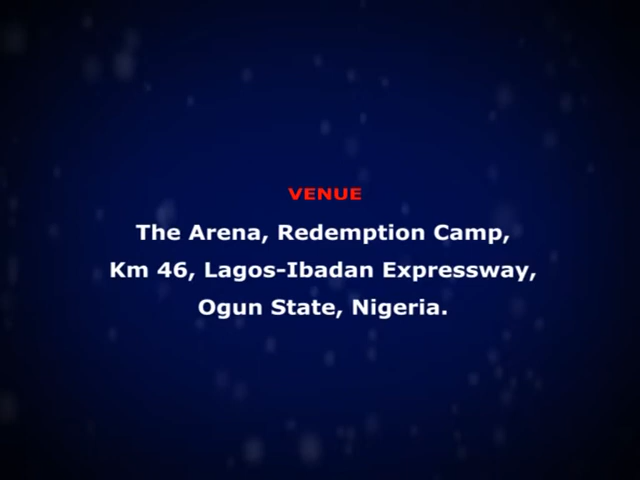 VENUE
The Arena, Redemption Camp,
Km 46, Lagos-Ibadan Expressway,
Ogun State, Nigeria.